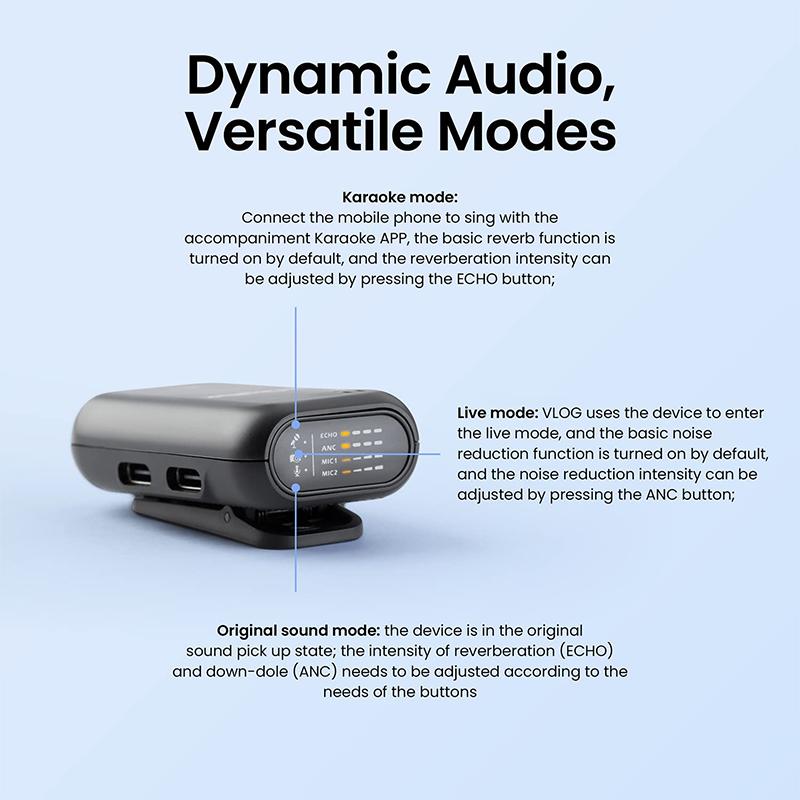 Dynamic Audio,
Versatile Modes
Karaoke mode:
Connect the mobile phone to sing with the
accompaniment Karaoke APP, the basic reverb function is
turned on by default, and the reverberation intensity can
be adjusted by pressing the ECHO button;
Live mode: VLOG uses the device to enter
the live mode, and the basic noise
reduction function is turned on by default,
and the noise reduction intensity can be
adjusted by pressing the ANC button;
ECHO
ANC
MIC1
MIC2
Original sound mode: the device is in the original
sound pick up state; the intensity of reverberation (ECHO)
and down-dole (ANC) needs to be adjusted according to the
needs of the buttons